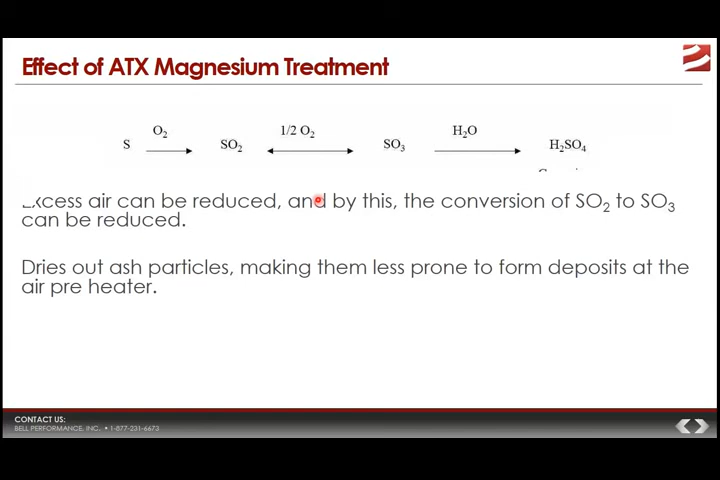 Effect of ATX Magnesium Treatment
S O₂ SO₂ 1/2 O₂ SO₃ H₂O H₂SO₄
Excess air can be reduced, and by this, the conversion of SO₂ to SO₃
can be reduced.
Dries out ash particles, making them less prone to form deposits at the
air pre heater.
CONTACT US:
BELL PERFORMANCE, INC. • 1-877-231-6673